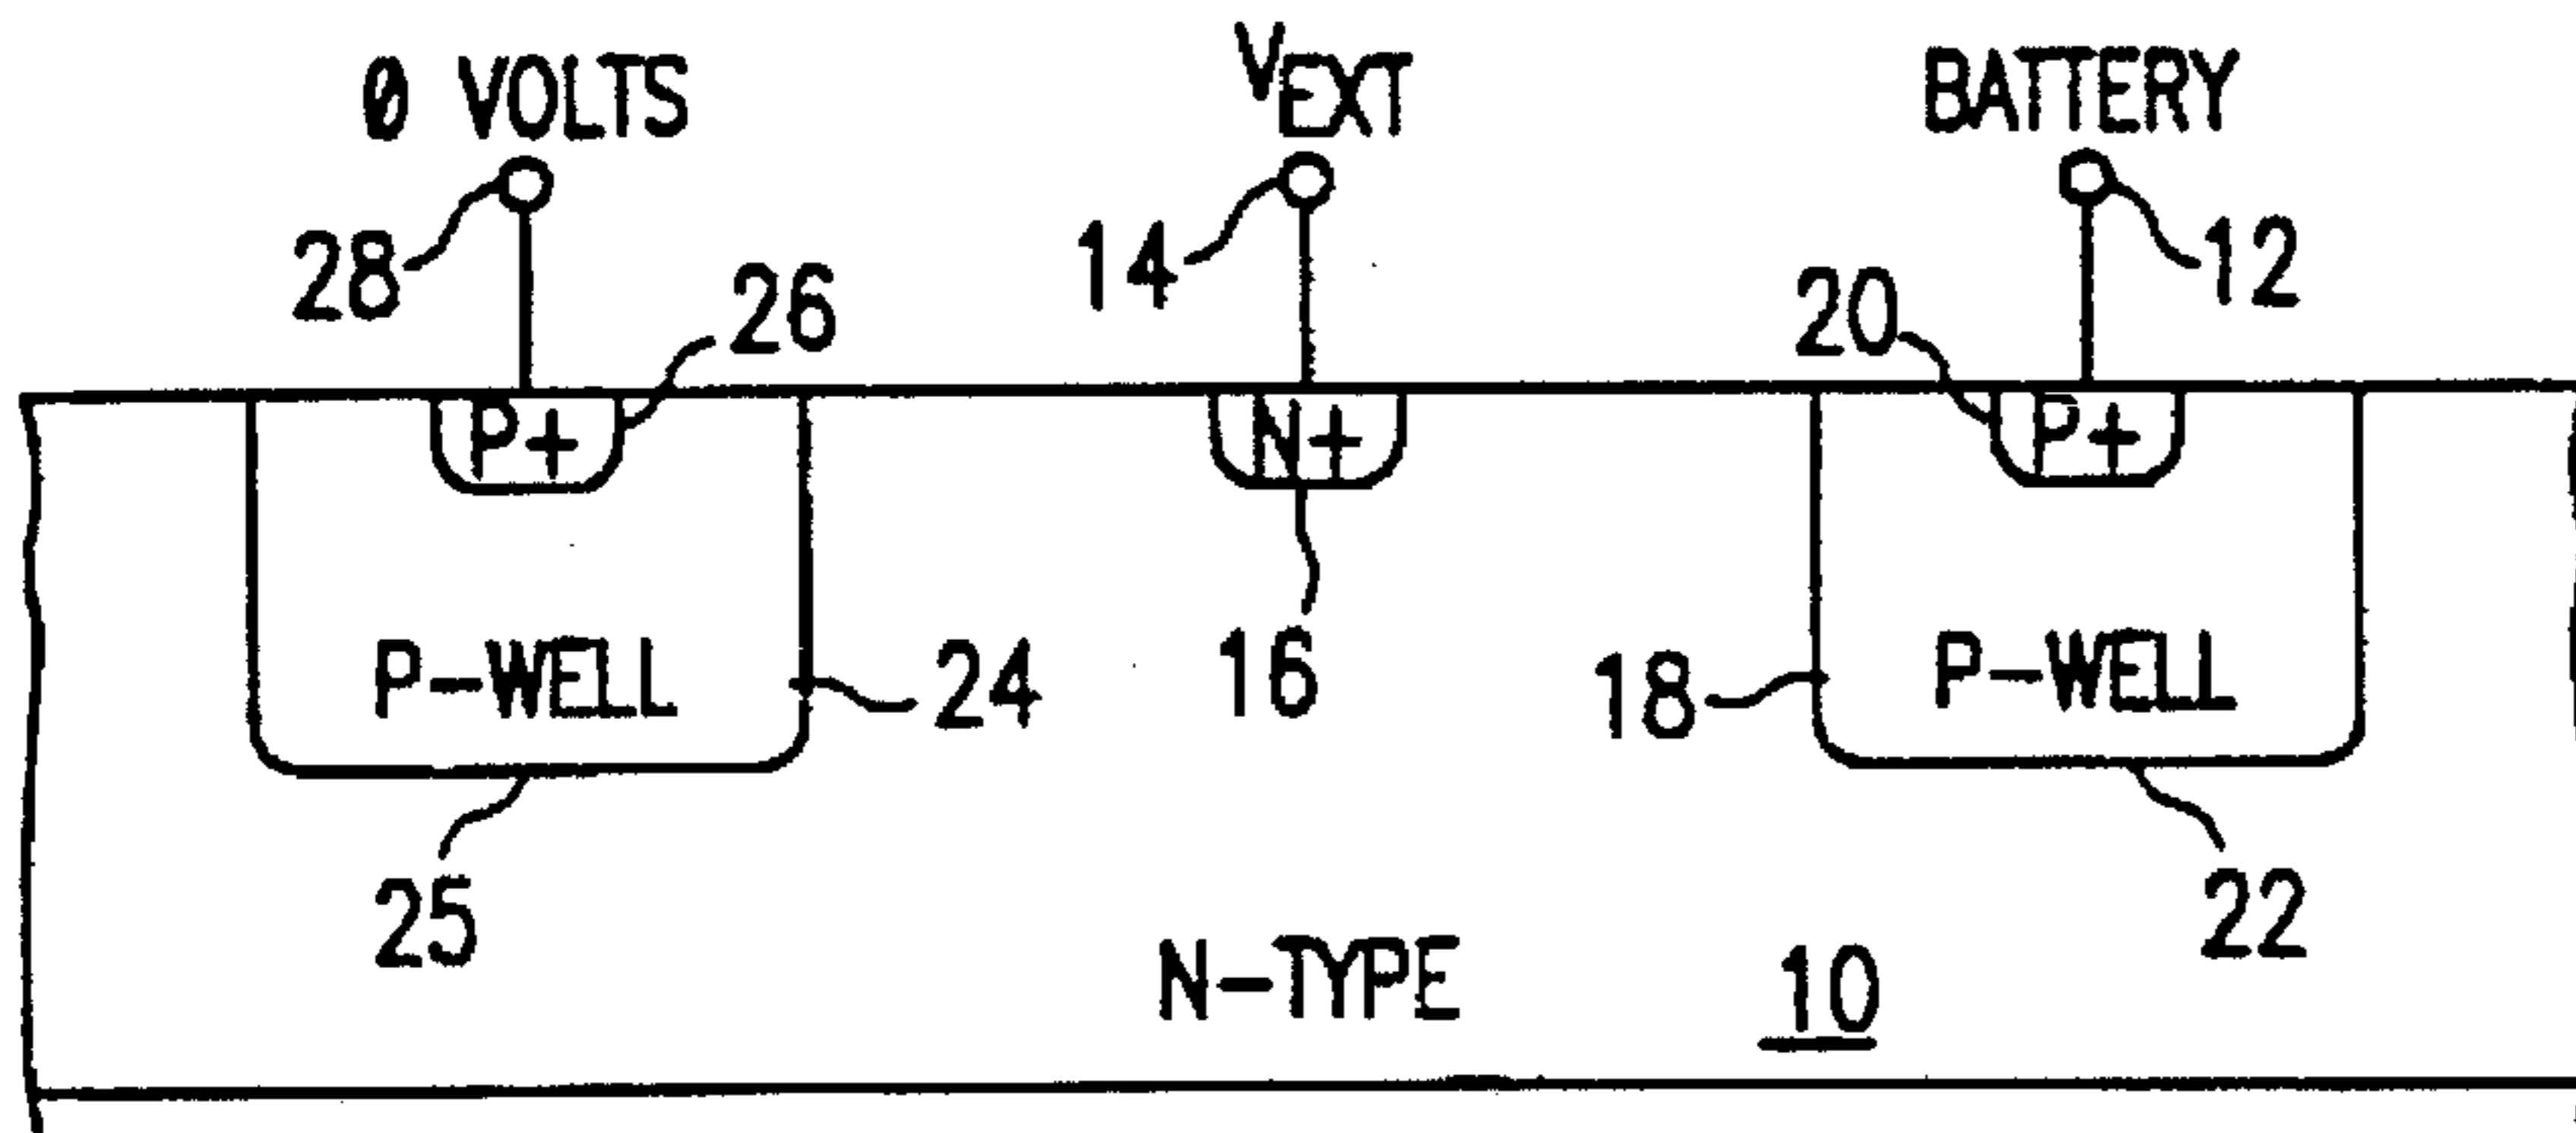 0 VOLTS
VEXT
BATTERY
28
26
14
20
12
P+
N+
P+
P-WELL
24
16
18
P-WELL
25
22
N-TYPE
10